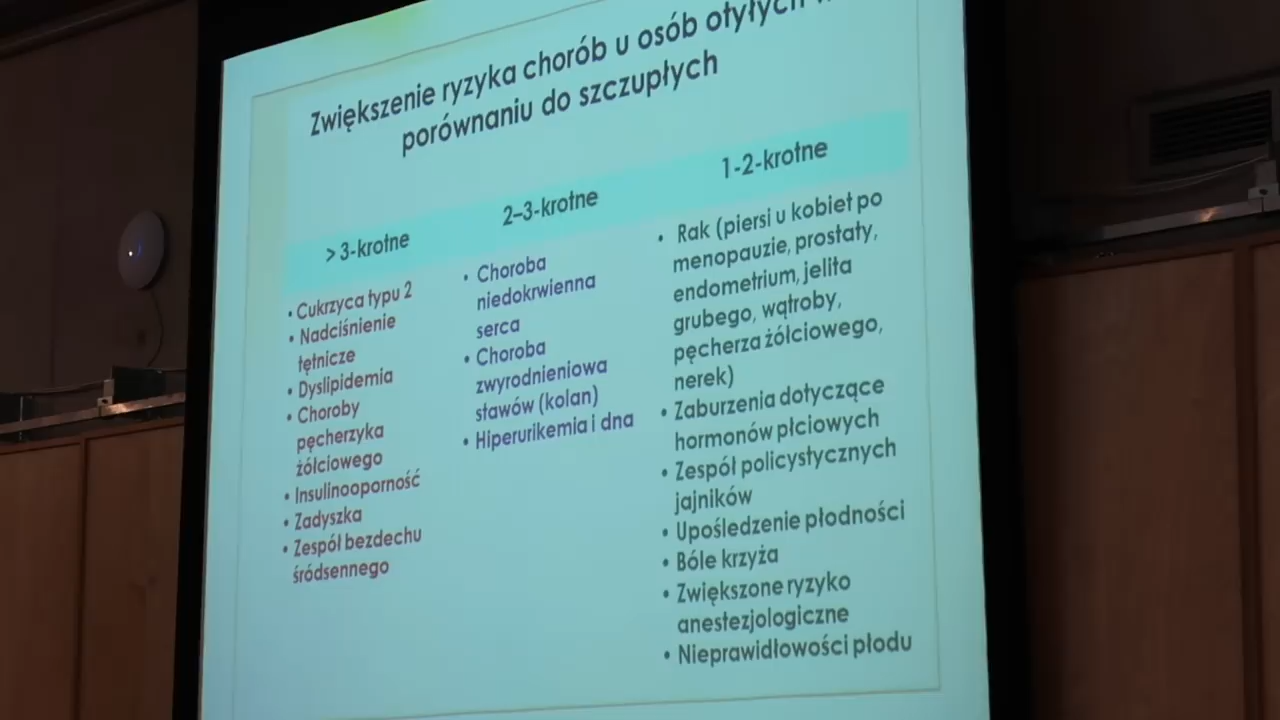 Zwiększenie ryzyka chorób u osób otyłych w
porównaniu do szczupłych
> 3-krotne
• Cukrzyca typu 2
• Nadciśnienie
tętnicze
• Dyslipidemia
• Choroby
pęcherzyka
żółciowego
• Insulinooporność
• Zadyszka
• Zespół bezdechu
śródsennego
2–3-krotne
• Choroba
niedokrwienna
serca
• Choroba
zwyrodnieniowa
stawów (kolan)
• Hiperurikemia i dna
1-2-krotne
• Rak (piersi u kobiet po
menopauzie, prostaty,
endometrium, jelita
grubego, wątroby,
pęcherza żółciowego,
nerek)
• Zaburzenia dotyczące
hormonów płciowych
• Zespół policystycznych
jajników
• Upośledzenie płodności
• Bóle krzyża
• Zwiększone ryzyko
anestezjologiczne
• Nieprawidłowości płodu